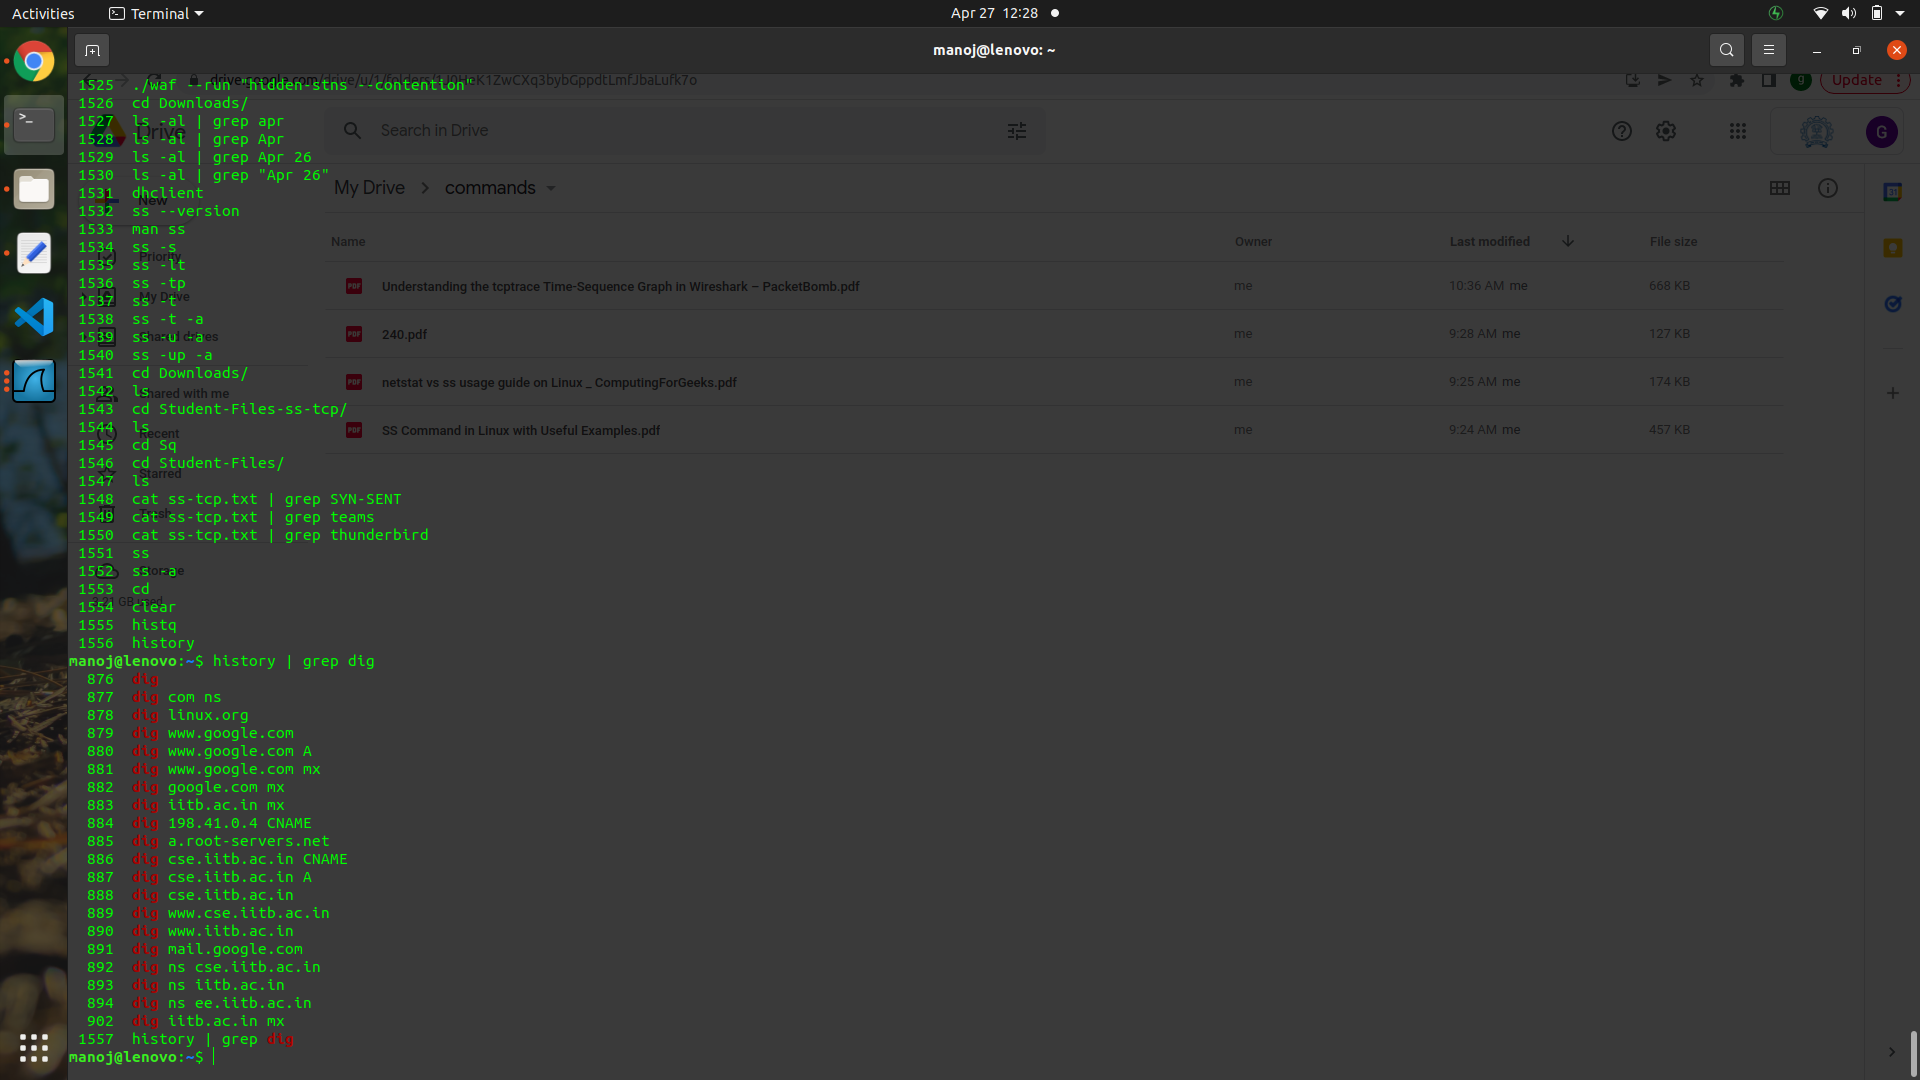 Activities
Terminal
Apr 27 12:28
manoj@lenovo: ~
1525 ./waf --run "hidden-stns --contention"
1526 cd Downloads/
1527 ls -al | grep apr
1528 ls -al | grep Apr
1529 ls -al | grep Apr 26
1530 ls -al | grep "Apr 26"
1531 dhclient
1532 ss --version
1533 man ss
1534 ss -s
1535 ss -lt
1536 ss -tp
1537 ss -t
1538 ss -t -a
1539 ss -u -a
1540 ss -up -a
1541 cd Downloads/
1542 ls
1543 cd Student-Files-ss-tcp/
1544 ls
1545 cd Sq
1546 cd Student-Files/
1547 ls
1548 cat ss-tcp.txt | grep SYN-SENT
1549 cat ss-tcp.txt | grep teams
1550 cat ss-tcp.txt | grep thunderbird
1551 ss
1552 ss -a
1553 cd
1554 clear
1555 histq
1556 history
manoj@lenovo:~$ history | grep dig
876 dig
877 dig com ns
878 dig linux.org
879 dig www.google.com
880 dig www.google.com A
881 dig www.google.com mx
882 dig google.com mx
883 dig iitb.ac.in mx
884 dig 198.41.0.4 CNAME
885 dig a.root-servers.net
886 dig cse.iitb.ac.in CNAME
887 dig cse.iitb.ac.in A
888 dig cse.iitb.ac.in
889 dig www.cse.iitb.ac.in
890 dig www.iitb.ac.in
891 dig mail.google.com
892 dig ns cse.iitb.ac.in
893 dig ns iitb.ac.in
894 dig ns ee.iitb.ac.in
902 dig iitb.ac.in mx
1557 history | grep dig
manoj@lenovo:~$
Update
Drive
Search in Drive
G
New
My Drive > commands
Name Owner Last modified File size
Understanding the tcptrace Time-Sequence Graph in Wireshark – PacketBomb.pdf me 10:36 AM me 668 KB
240.pdf me 9:28 AM me 127 KB
netstat vs ss usage guide on Linux _ ComputingForGeeks.pdf me 9:25 AM me 174 KB
SS Command in Linux with Useful Examples.pdf me 9:24 AM me 457 KB
Priority
My Drive
Shared drives
Shared with me
Recent
Starred
Trash
Storage